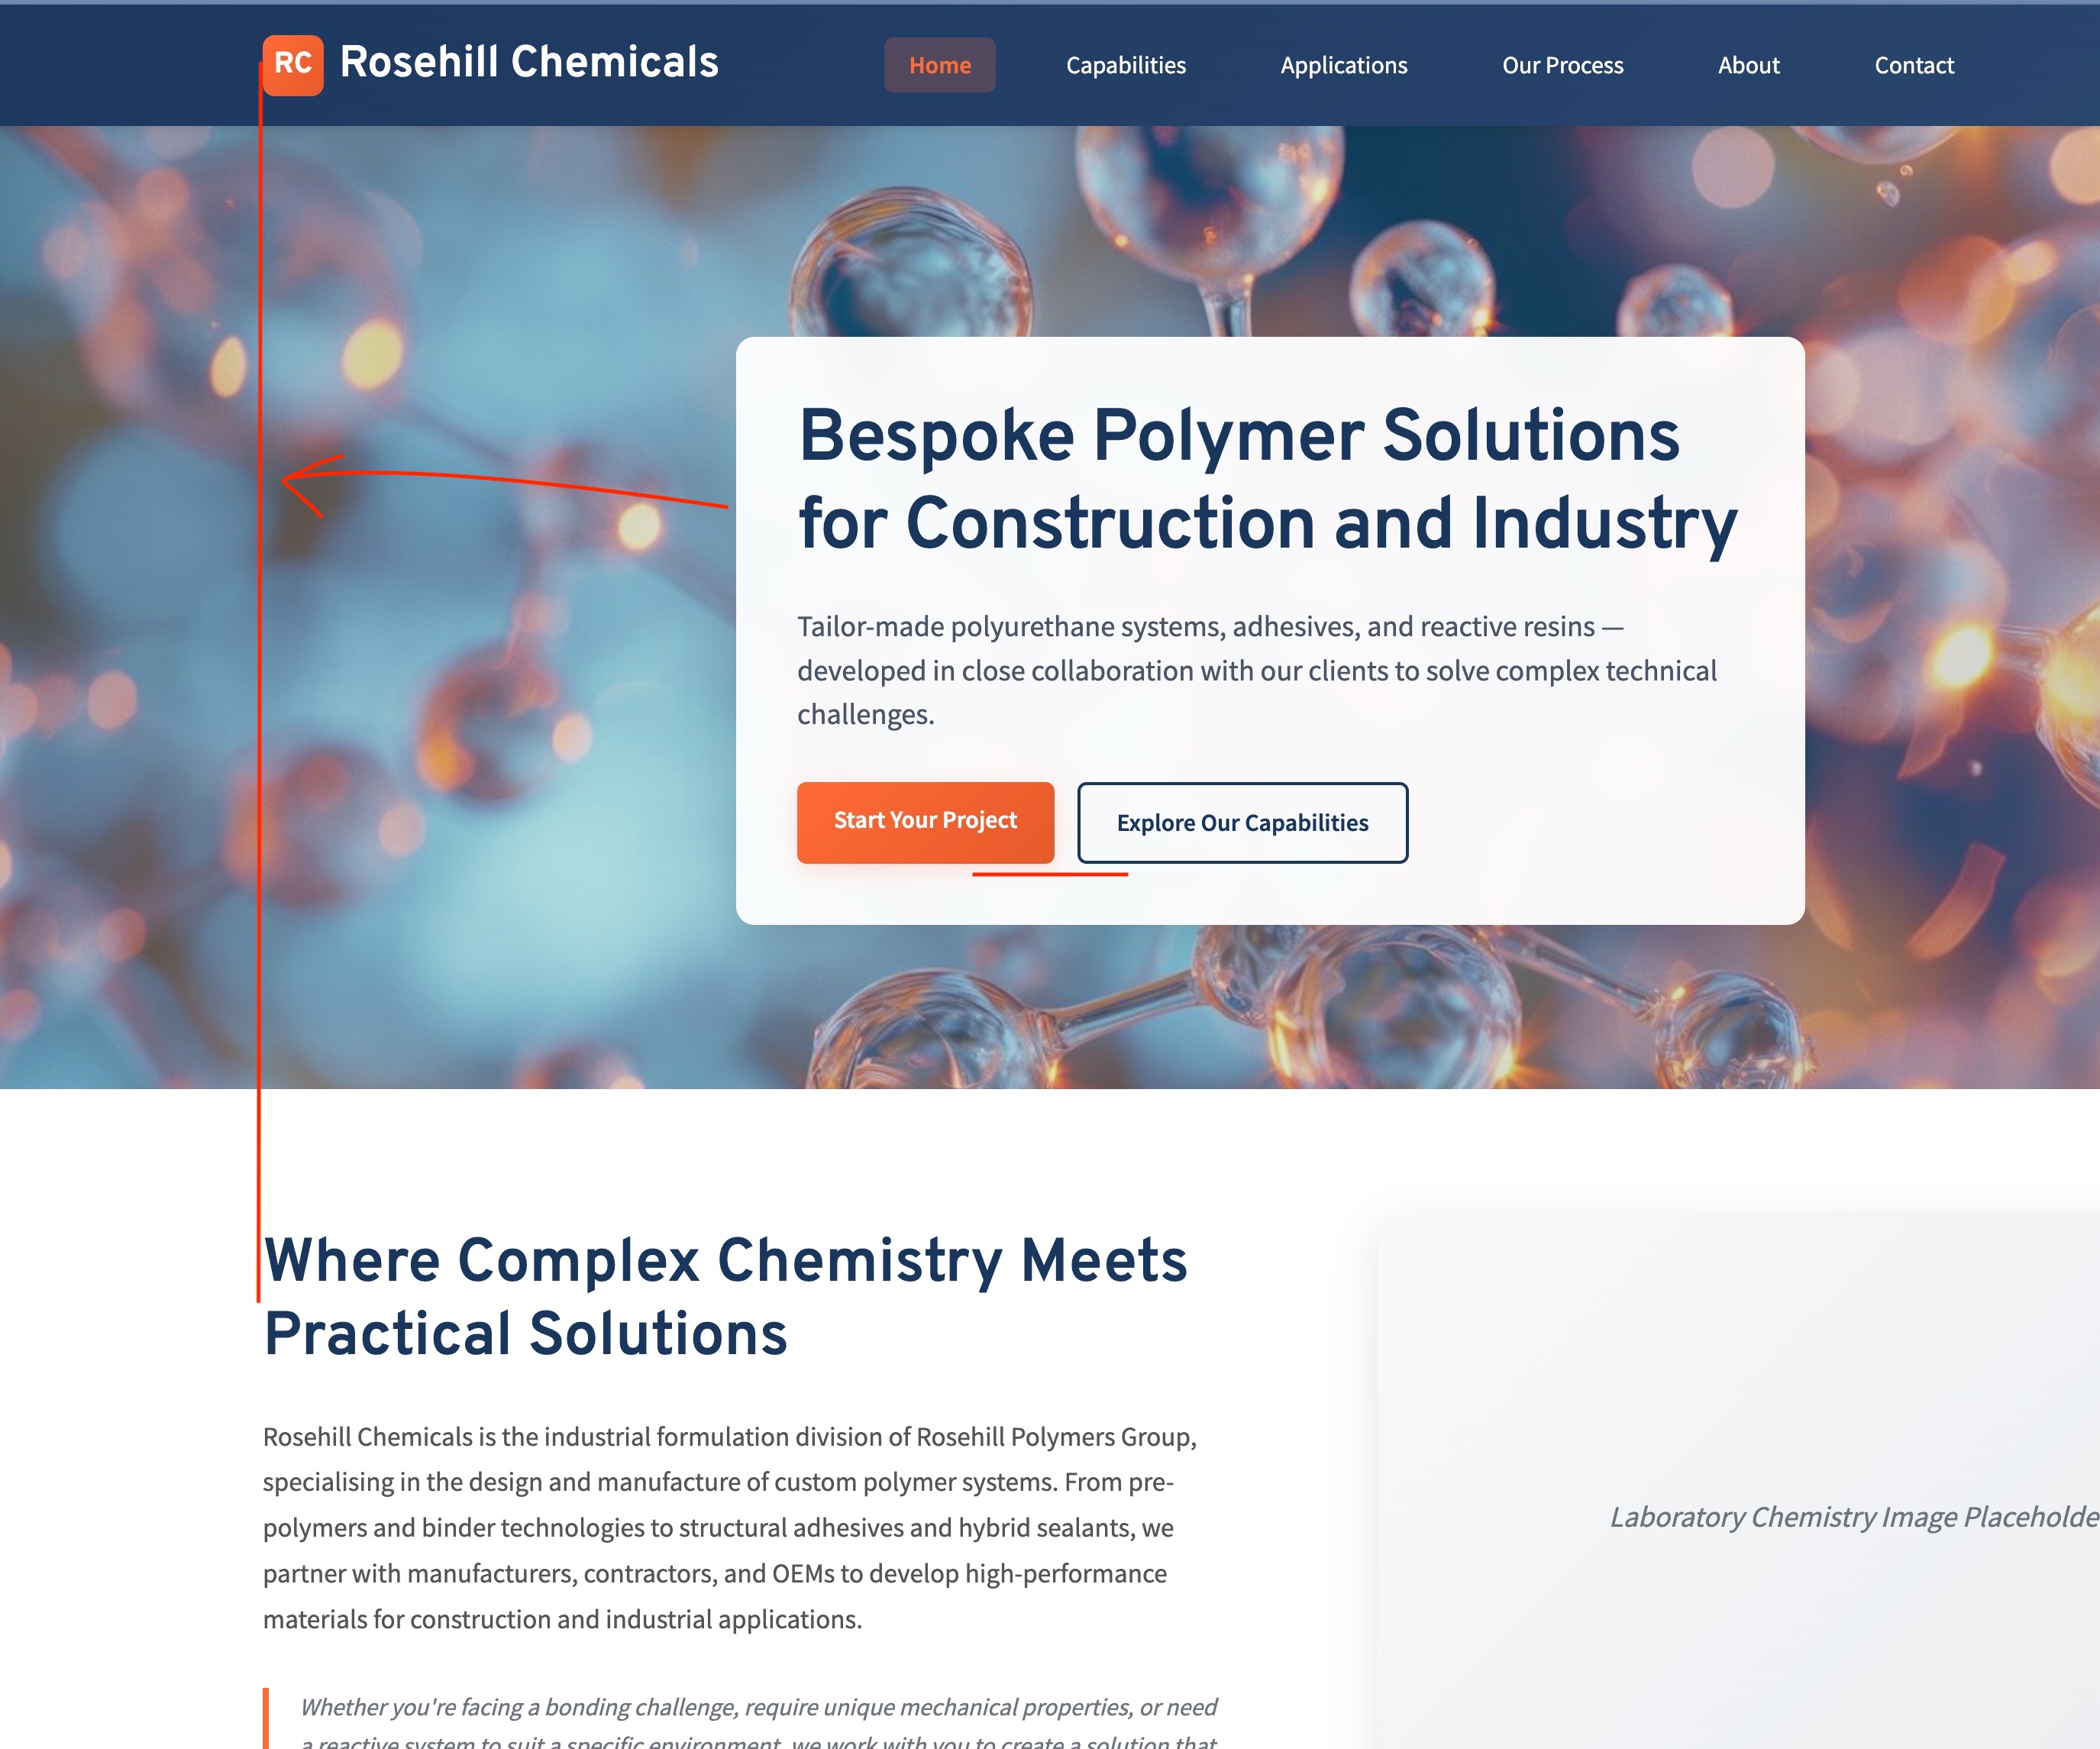 RC Rosehill Chemicals
Home Capabilities Applications Our Process About Contact
Bespoke Polymer Solutions
for Construction and Industry
Tailor-made polyurethane systems, adhesives, and reactive resins —
developed in close collaboration with our clients to solve complex technical
challenges.
Start Your Project Explore Our Capabilities
Where Complex Chemistry Meets
Practical Solutions
Rosehill Chemicals is the industrial formulation division of Rosehill Polymers Group,
specialising in the design and manufacture of custom polymer systems. From pre-
polymers and binder technologies to structural adhesives and hybrid sealants, we
partner with manufacturers, contractors, and OEMs to develop high-performance
materials for construction and industrial applications.
Laboratory Chemistry Image Placeholde
Whether you're facing a bonding challenge, require unique mechanical properties, or need
a reactive system to suit a specific environment, we work with you to create a solution that